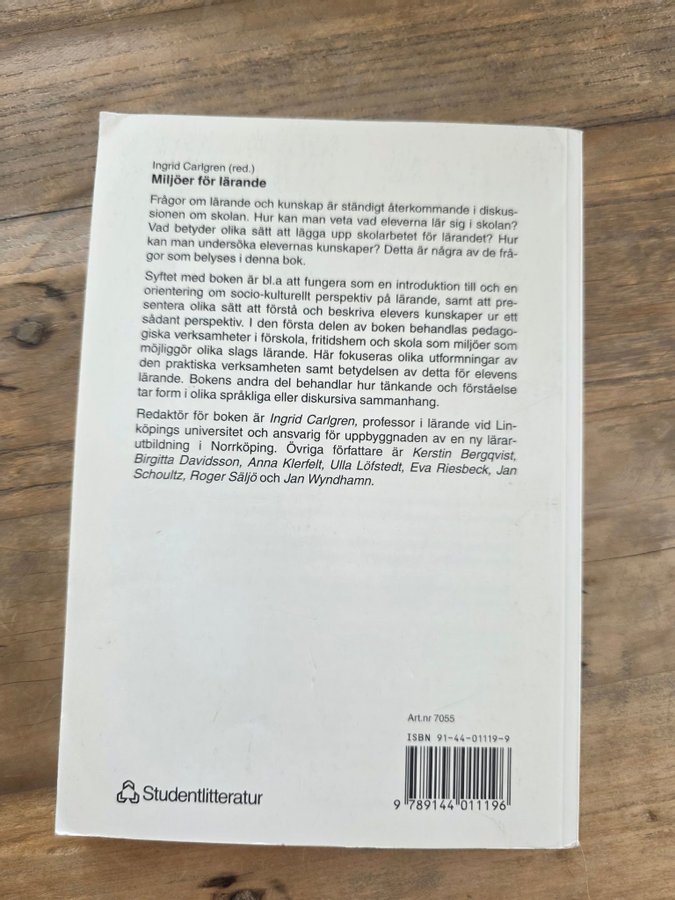 Ingrid Carlgren (red.)
Miljöer för lärande
Frågor om lärande och kunskap är ständigt återkommande i diskus-
sionen om skolan. Hur kan man veta vad eleverna lär sig i skolan?
Vad betyder olika sätt att lägga upp skolarbetet för lärandet? Hur
kan man undersöka elevernas kunskaper? Detta är några av de frå-
gor som belyses i denna bok.
Syftet med boken är bl.a att fungera som en introduktion till och en
orientering om socio-kulturellt perspektiv på lärande, samt att pre-
sentera olika sätt att förstå och beskriva elevers kunskaper ur ett
sådant perspektiv. I den första delen av boken behandlas pedago-
giska verksamheter i förskola, fritidshem och skola som miljöer som
möjliggör olika slags lärande. Här fokuseras olika utformningar av
den praktiska verksamheten samt betydelsen av detta för elevens
lärande. Bokens andra del behandlar hur tänkande och förståelse
tar form i olika språkliga eller diskursiva sammanhang.
Redaktör för boken är Ingrid Carlgren, professor i lärande vid Lin-
köpings universitet och ansvarig för uppbyggnaden av en ny lärar-
utbildning i Norrköping. Övriga författare är Kerstin Bergqvist,
Birgitta Davidsson, Anna Klerfelt, Ulla Löfstedt, Eva Riesbeck, Jan
Schoultz, Roger Säljö och Jan Wyndhamn.
Art.nr 7055
ISBN 91-44-01119-9
9 789144 011196
Studentlitteratur